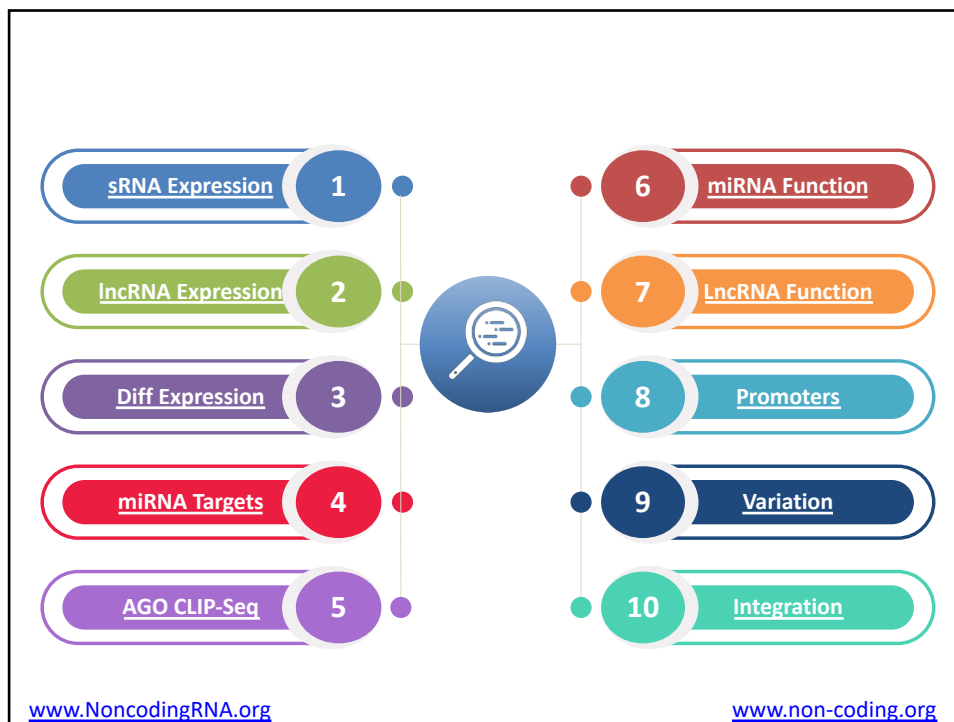 sRNA Expression 1
lncRNA Expression 2
Diff Expression 3
miRNA Targets 4
AGO CLIP-Seq 5
6 miRNA Function
7 LncRNA Function
8 Promoters
9 Variation
10 Integration
www.NoncodingRNA.org
www.non-coding.org